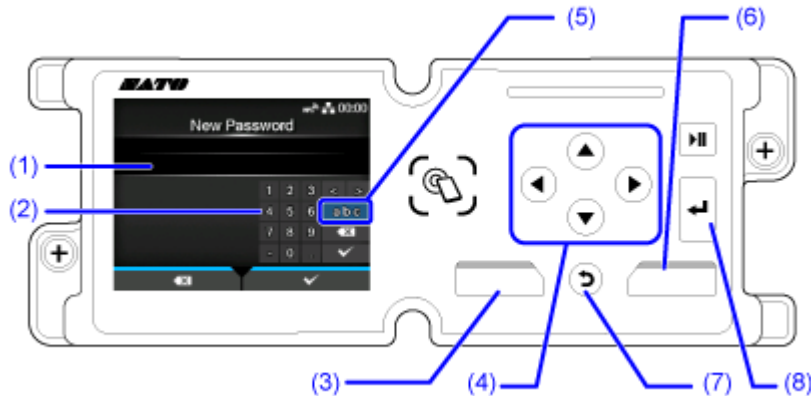 (5)
(6)
SATO
00:00
New Password
(1)
1 2 3 < >
(2)
4 5 6 abc
7 8 9
- 0 .
(3)
(4)
(7)
(8)